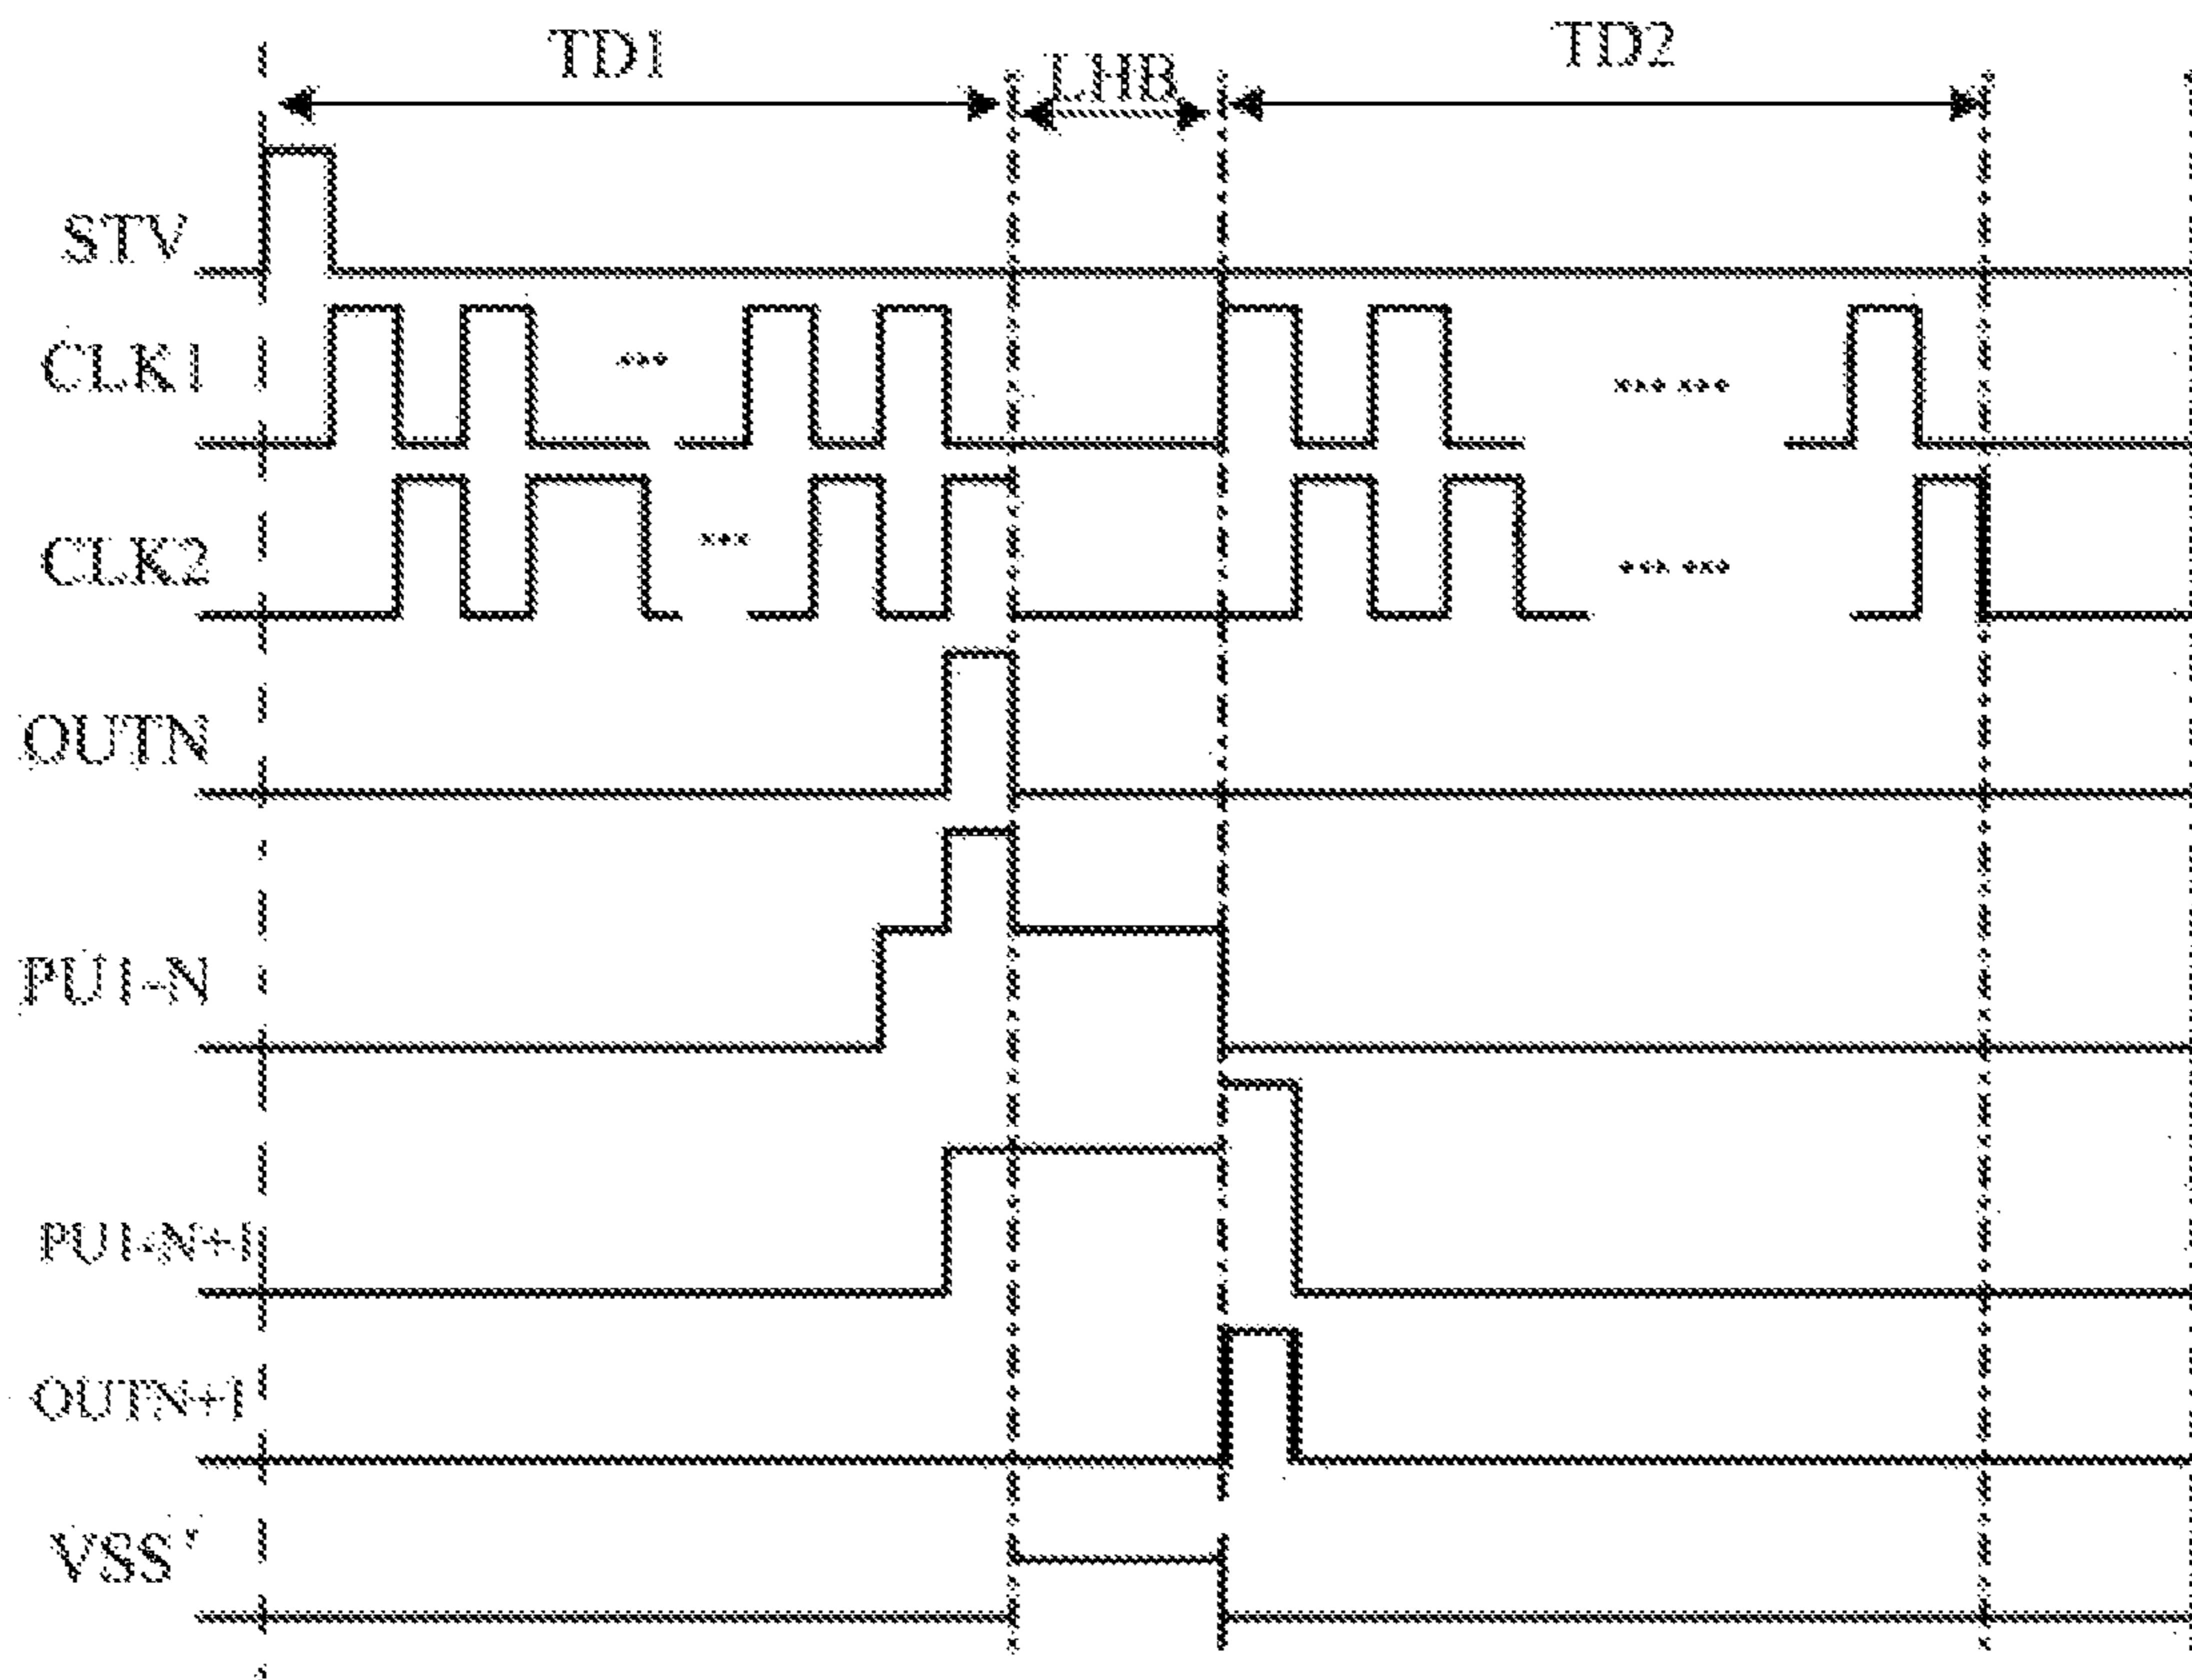 TD1
LHB
TD2
STV
CLK1
CLK2
OUTN
PU1-N
PU1-N+1
OUTN+1
VSS'